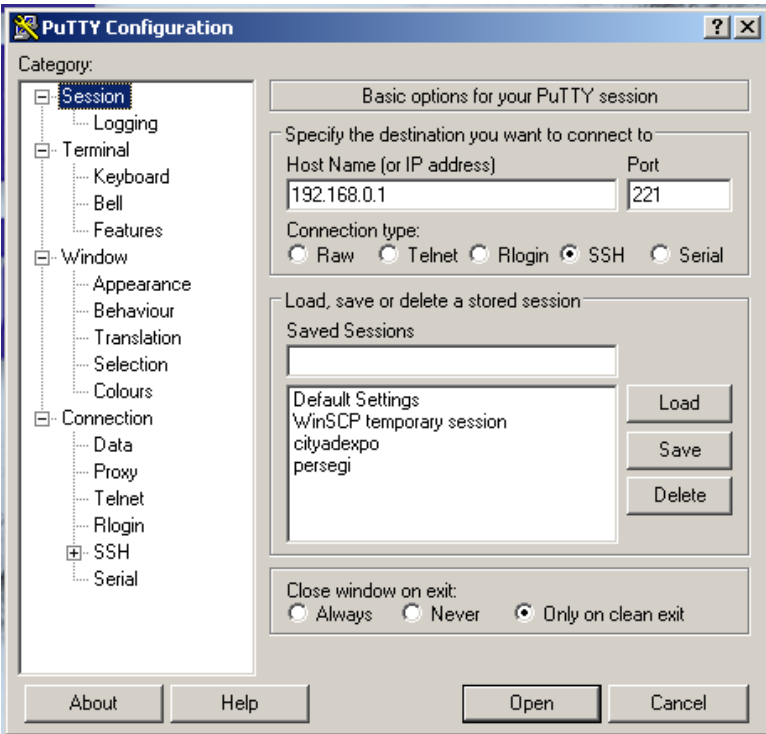 PuTTY Configuration
Category:
Session
Logging
Terminal
Keyboard
Bell
Features
Window
Appearance
Behaviour
Translation
Selection
Colours
Connection
Data
Proxy
Telnet
Rlogin
SSH
Serial
Basic options for your PuTTY session
Specify the destination you want to connect to
Host Name (or IP address) Port
192.168.0.1 221
Connection type:
Raw Telnet Rlogin SSH Serial
Load, save or delete a stored session
Saved Sessions
Default Settings
WinSCP temporary session
cityadexpo
persegi
Load
Save
Delete
Close window on exit:
Always Never Only on clean exit
About Help Open Cancel